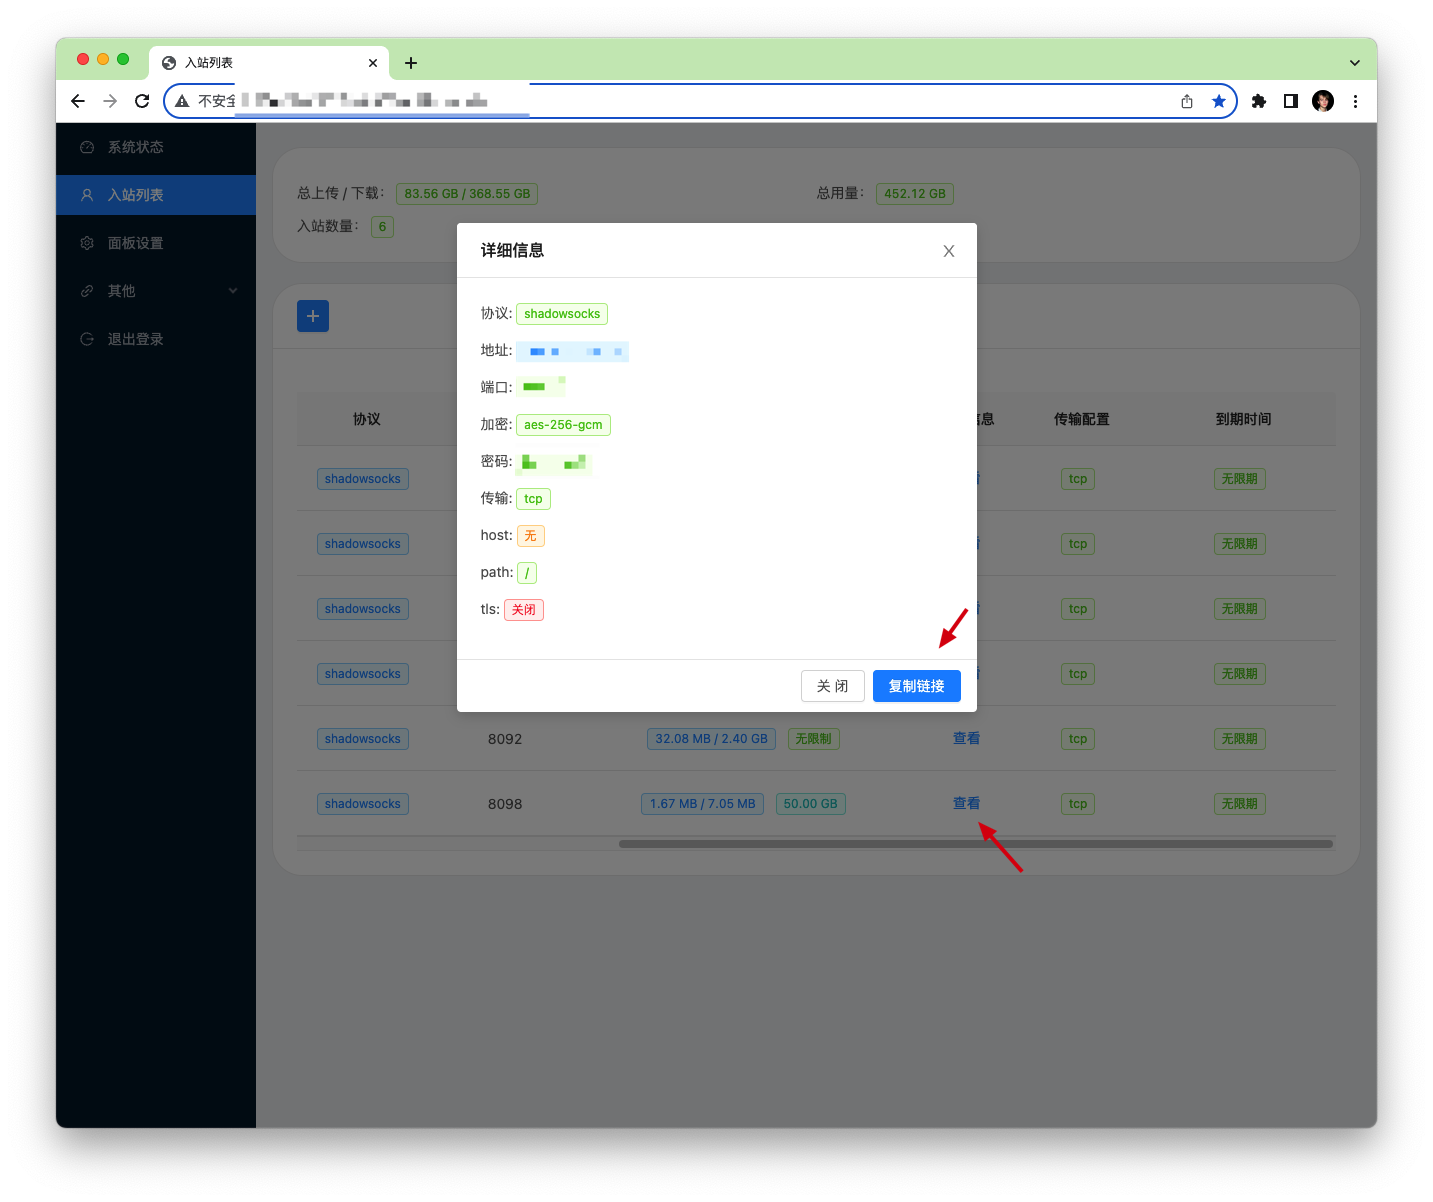 入站列表
不安全
系统状态
入站列表
面板设置
其他
退出登录
总上传 / 下载: 83.56 GB / 368.55 GB
总用量: 452.12 GB
入站数量: 6
详细信息
协议: shadowsocks
地址:
端口:
加密: aes-256-gcm
密码:
传输: tcp
host: 无
path: /
tls: 关闭
关 闭
复制链接
协议 息 传输配置 到期时间
shadowsocks tcp 无限期
shadowsocks tcp 无限期
shadowsocks tcp 无限期
shadowsocks tcp 无限期
shadowsocks 8092 32.08 MB / 2.40 GB 无限制 查看 tcp 无限期
shadowsocks 8098 1.67 MB / 7.05 MB 50.00 GB 查看 tcp 无限期